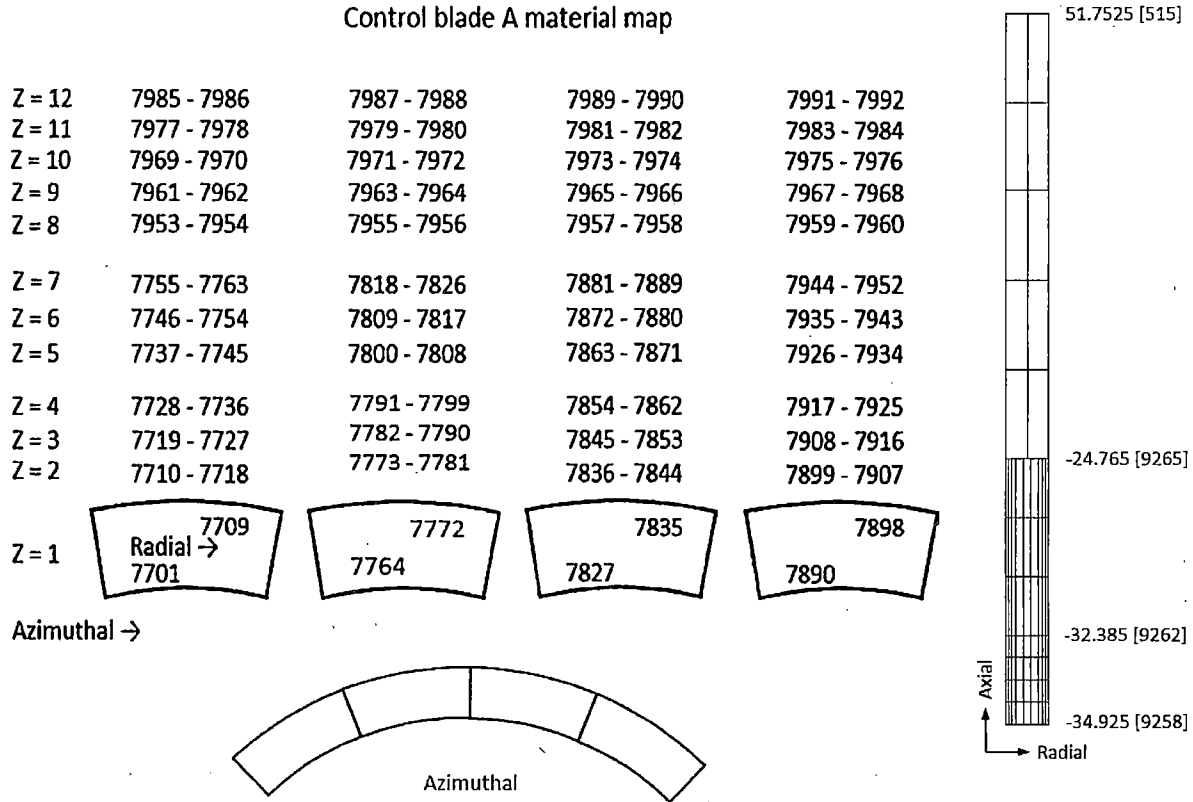 Control blade A material map
51.7525 [515]
Z = 12 7985 - 7986 7987 - 7988 7989 - 7990 7991 - 7992
Z = 11 7977 - 7978 7979 - 7980 7981 - 7982 7983 - 7984
Z = 10 7969 - 7970 7971 - 7972 7973 - 7974 7975 - 7976
Z = 9 7961 - 7962 7963 - 7964 7965 - 7966 7967 - 7968
Z = 8 7953 - 7954 7955 - 7956 7957 - 7958 7959 - 7960
Z = 7 7755 - 7763 7818 - 7826 7881 - 7889 7944 - 7952
Z = 6 7746 - 7754 7809 - 7817 7872 - 7880 7935 - 7943
Z = 5 7737 - 7745 7800 - 7808 7863 - 7871 7926 - 7934
Z = 4 7728 - 7736 7791 - 7799 7854 - 7862 7917 - 7925
Z = 3 7719 - 7727 7782 - 7790 7845 - 7853 7908 - 7916
Z = 2 7710 - 7718 7773 - 7781 7836 - 7844 7899 - 7907
-24.765 [9265]
7709 7772 7835 7898
Z = 1 Radial →
7701 7764 7827 7890
Azimuthal →
-32.385 [9262]
Axial
-34.925 [9258]
Radial
Azimuthal